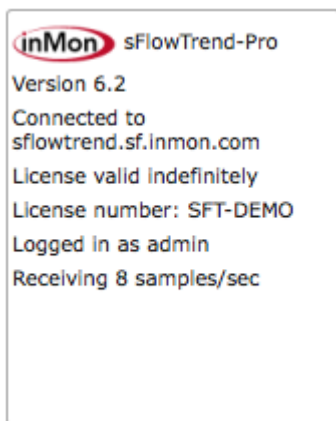 inMon sFlowTrend-Pro
Version 6.2
Connected to
sflowtrend.sf.inmon.com
License valid indefinitely
License number: SFT-DEMO
Logged in as admin
Receiving 8 samples/sec